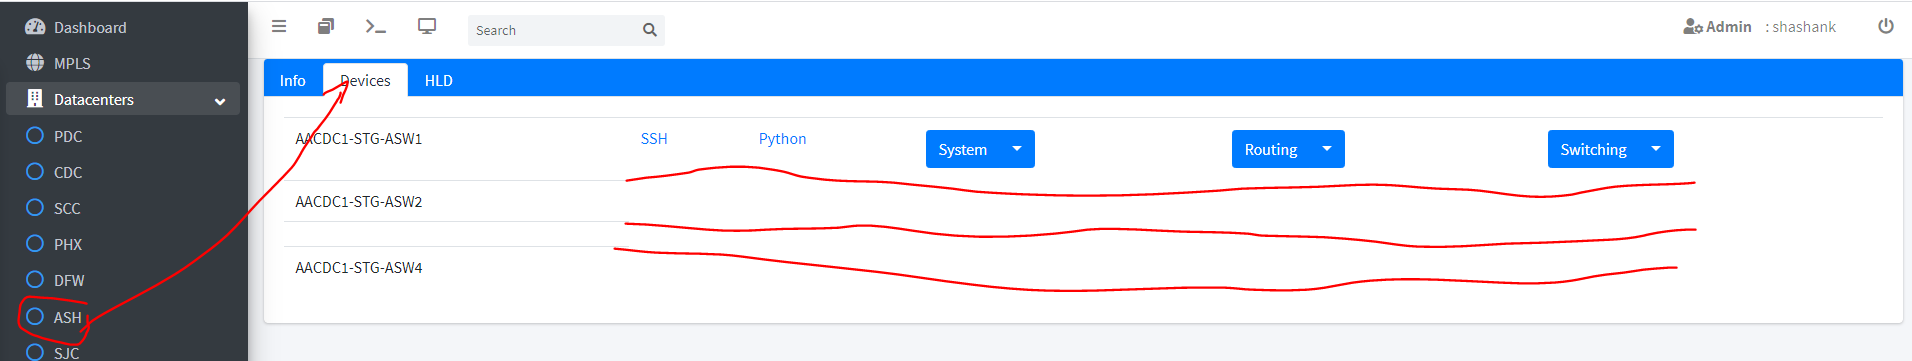 Dashboard
MPLS
Datacenters
PDC
CDC
SCC
PHX
DFW
ASH
SJC
Search
Admin : shashank
Info Devices HLD
AACDC1-STG-ASW1 SSH Python System Routing Switching
AACDC1-STG-ASW2
AACDC1-STG-ASW4